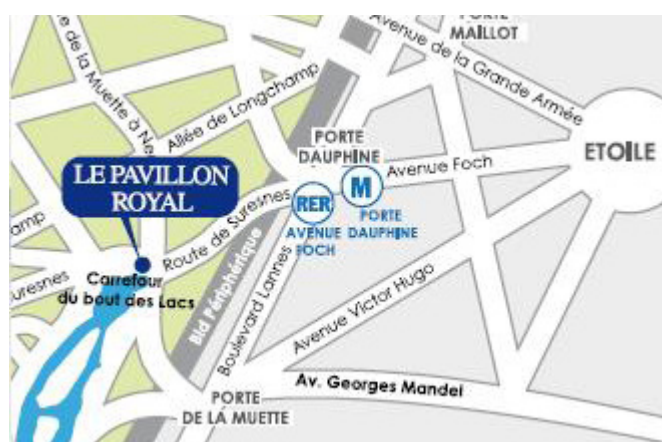 PORTE
MAILLOT
Avenue de la Grande Armée
de la Muette à Ne
Allée de Longchamp
PORTE
DAUPHINE
Avenue Foch
ETOILE
LE PAVILLON
ROYAL
M
RER
PORTE
DAUPHINE
AVENUE
FOCH
Route de Suresnes
amp
uresnes
Carrefour
du bout des Lacs
Bld Périphérique
Boulevard Lannes
Avenue Victor Hugo
Av. Georges Mandel
PORTE
DE LA MUETTE